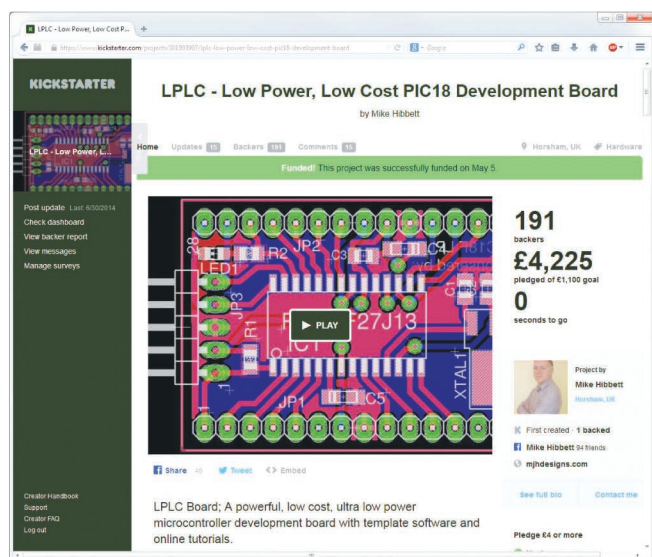 LPLC - Low Power, Low Cost P...
kickstarter.com
Google
KICKSTARTER
LPLC - Low Power, L...
Post update Last: 6/30/2014
Check dashboard
View backer report
View messages
Manage surveys
Creator Handbook
Support
Creator FAQ
Log out
LPLC - Low Power, Low Cost PIC18 Development Board
by Mike Hibbett
Home Updates 15 Backers 191 Comments 15 Horsham, UK Hardware
Funded! This project was successfully funded on May 5.
28
LED1
R2
JP2
C3
C4
C1
JP3
R1
PLAY
F27J13
IC1
XTAL1
1
JP1
C5
1
191
backers
£4,225
pledged of £1,100 goal
0
seconds to go
Project by
Mike Hibbett
Horsham, UK
First created · 1 backed
Mike Hibbett 94 friends
mjhdesigns.com
See full bio Contact me
Share 46 Tweet Embed
LPLC Board; A powerful, low cost, ultra low power
microcontroller development board with template software and
online tutorials.
Pledge £4 or more